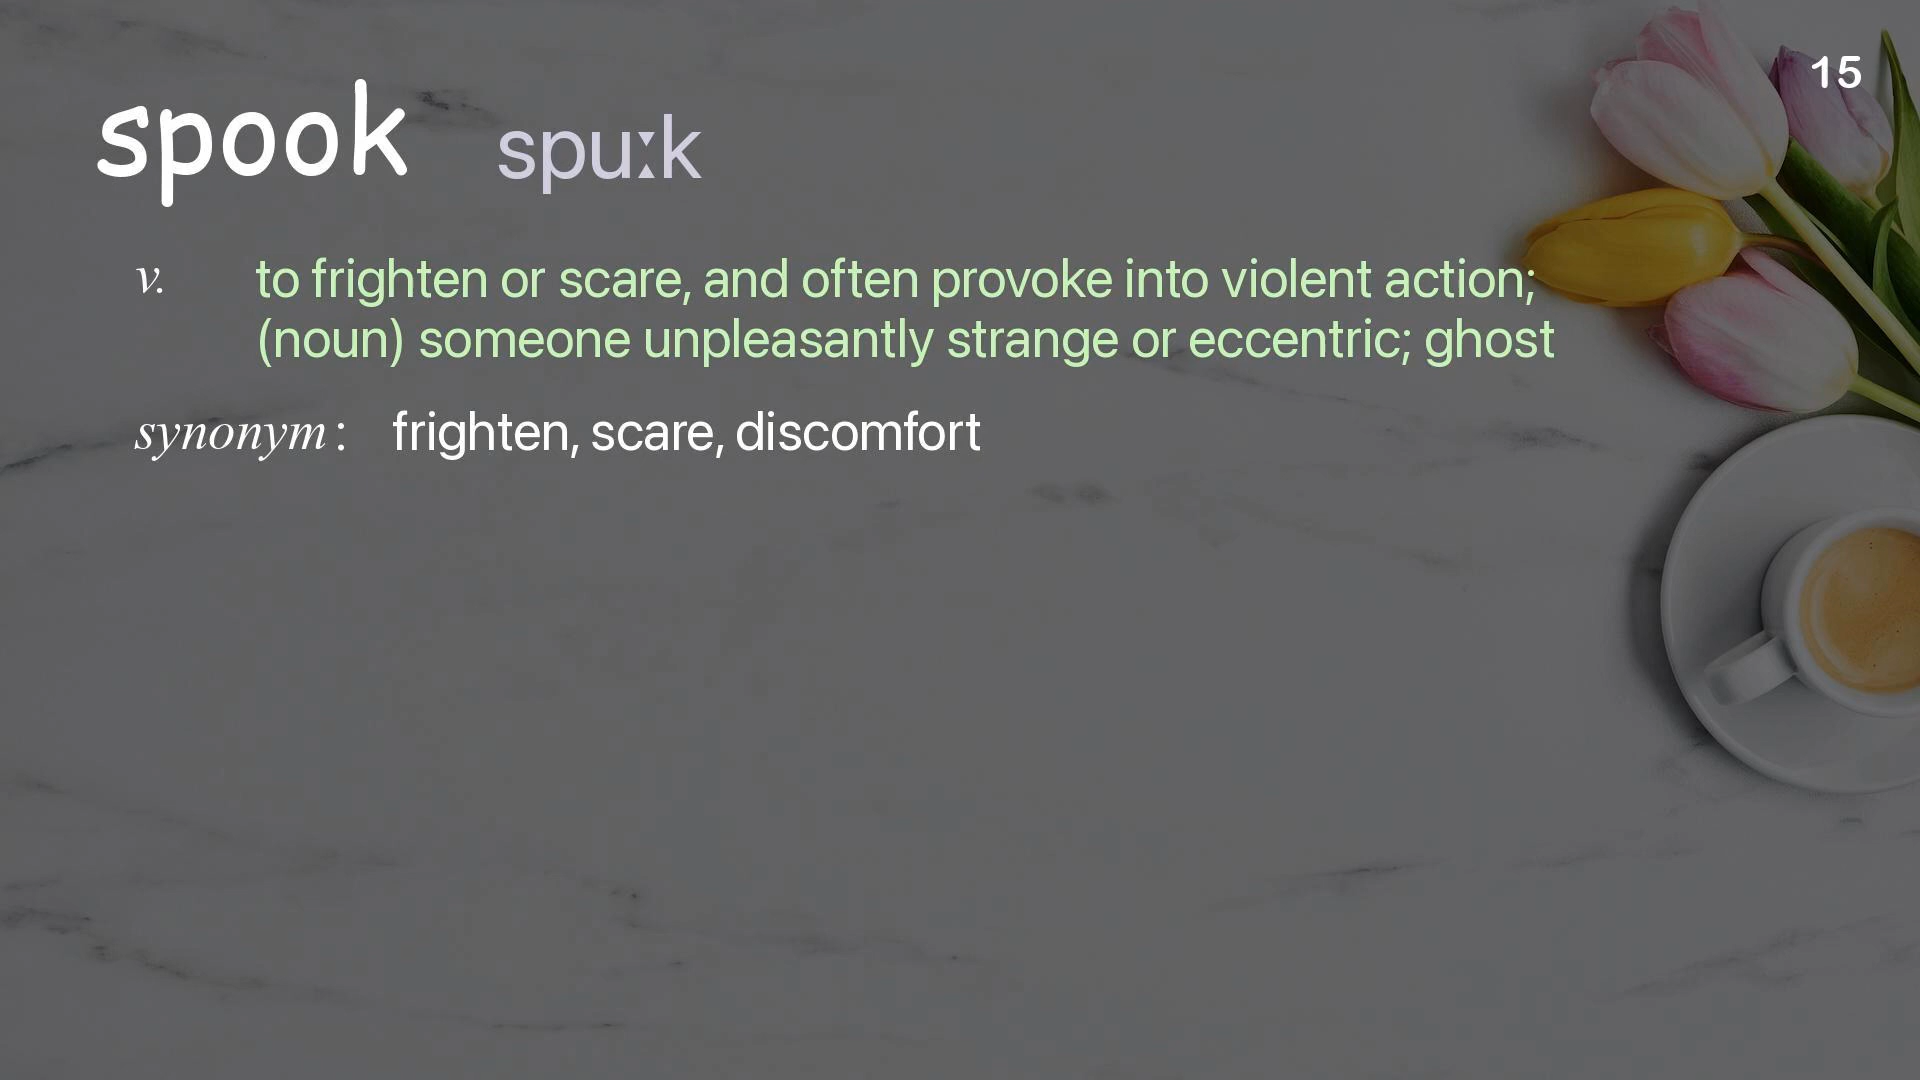 15
spook spuːk
v. to frighten or scare, and often provoke into violent action;
(noun) someone unpleasantly strange or eccentric; ghost
synonym : frighten, scare, discomfort